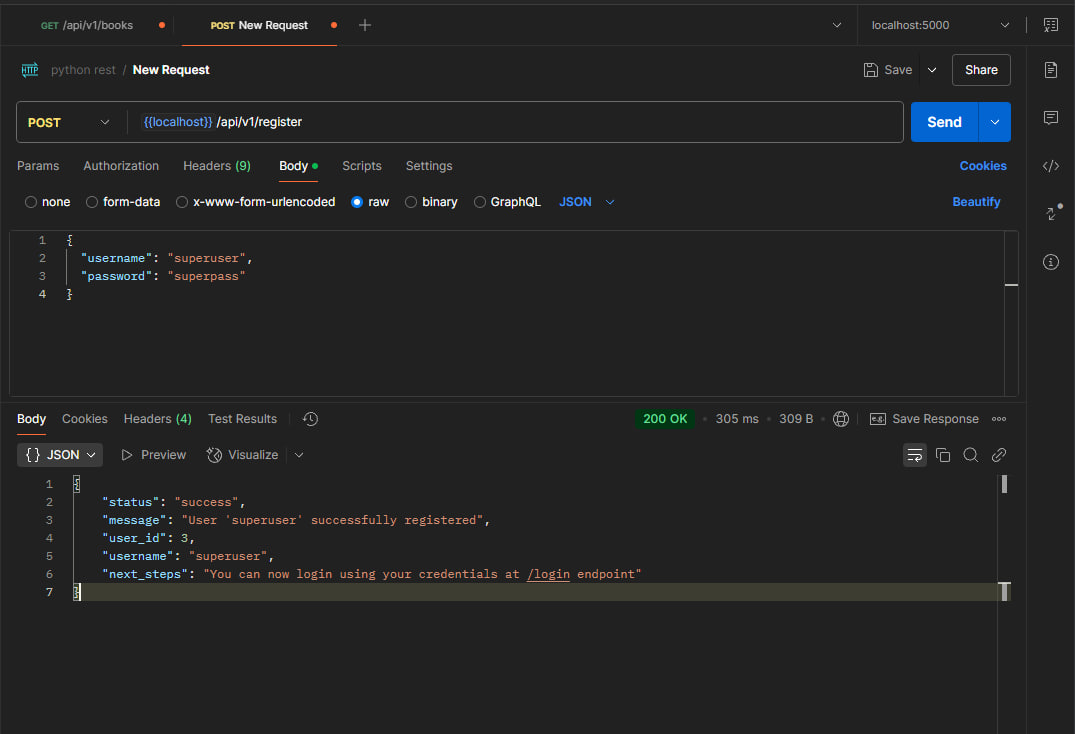 GET /api/v1/books POST New Request localhost:5000
HTTP python rest / New Request Save Share
POST {{localhost}} /api/v1/register Send
Params Authorization Headers (9) Body Scripts Settings Cookies
none form-data x-www-form-urlencoded raw binary GraphQL JSON Beautify
1 {
2 "username": "superuser",
3 "password": "superpass"
4 }
Body Cookies Headers (4) Test Results 200 OK 305 ms 309 B e.g. Save Response
{} JSON Preview Visualize
1 {
2 "status": "success",
3 "message": "User 'superuser' successfully registered",
4 "user_id": 3,
5 "username": "superuser",
6 "next_steps": "You can now login using your credentials at /login endpoint"
7 }